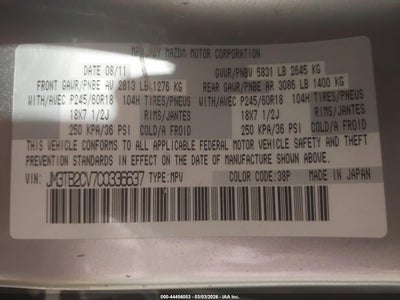 MFD BY MAZDA MOTOR CORPORATION
DATE 08/11 GVWR/PNBV 5831 LB 2645 KG
FRONT GAWR/PNBE AV 2813 LB 1276 KG REAR GAWR/PNBE AR 3086 LB 1400 KG
WITH/AVEC P245/60R18 104H TIRES/PNEUS WITH/AVEC P245/60R18 104H TIRES/PNEUS
18X7 1/2J RIMS/JANTES 18X7 1/2J RIMS/JANTES
250 KPA/36 PSI COLD/A FROID 250 KPA/36 PSI COLD/A FROID
THIS VEHICLE CONFORMS TO ALL APPLICABLE FEDERAL MOTOR VEHICLE SAFETY AND
THEFT PREVENTION STANDARDS IN EFFECT ON THE DATE OF MANUFACTURE SHOWN ABOVE.
VIN: JM3TB2CV7C0336637 TYPE:MPV COLOR CODE:38P MADE IN JAPAN
000-44458053 - 03/03/2026 - IAA Inc.